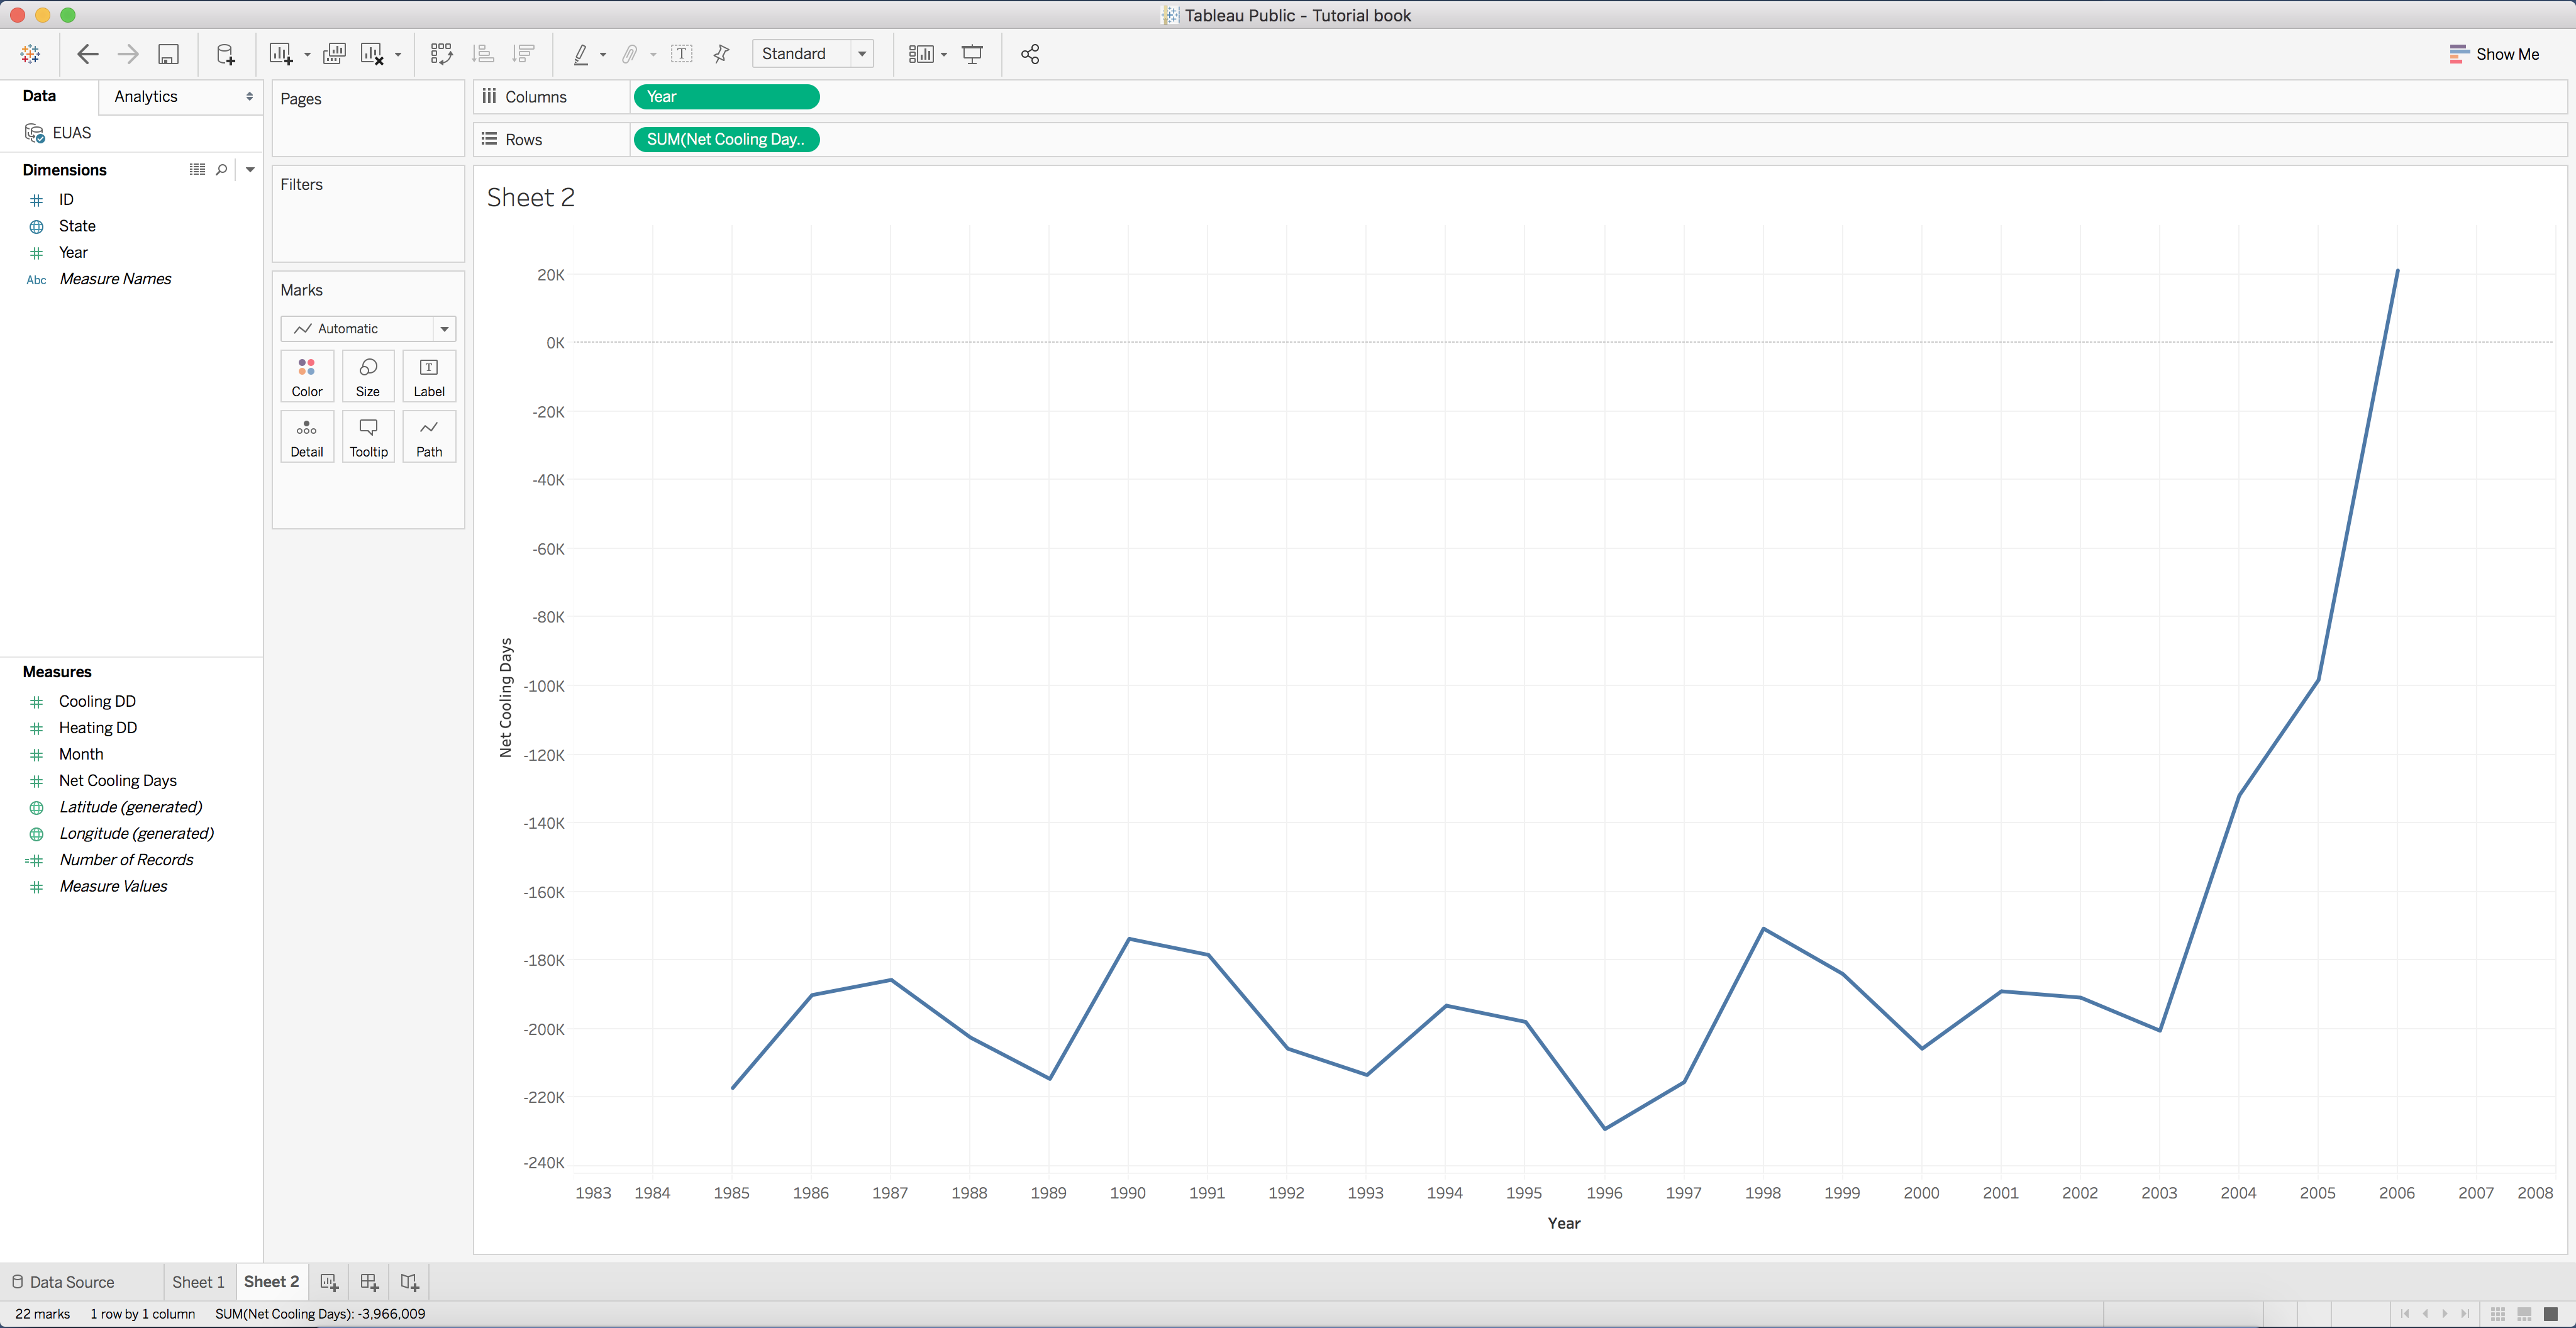 Tableau Public - Tutorial book
Standard
Show Me
Data
Analytics
EUAS
Dimensions
ID
State
Year
Abc Measure Names
Measures
Cooling DD
Heating DD
Month
Net Cooling Days
Latitude (generated)
Longitude (generated)
Number of Records
Measure Values
Pages
Filters
Marks
Automatic
Color Size Label
Detail Tooltip Path
Columns Year
Rows SUM(Net Cooling Day..
Sheet 2
20K
0K
-20K
-40K
-60K
-80K
-100K
-120K
-140K
-160K
-180K
-200K
-220K
-240K
Net Cooling Days
1983 1984 1985 1986 1987 1988 1989 1990 1991 1992 1993 1994 1995 1996 1997 1998 1999 2000 2001 2002 2003 2004 2005 2006 2007 2008
Year
Data Source Sheet 1 Sheet 2
22 marks 1 row by 1 column SUM(Net Cooling Days): -3,966,009